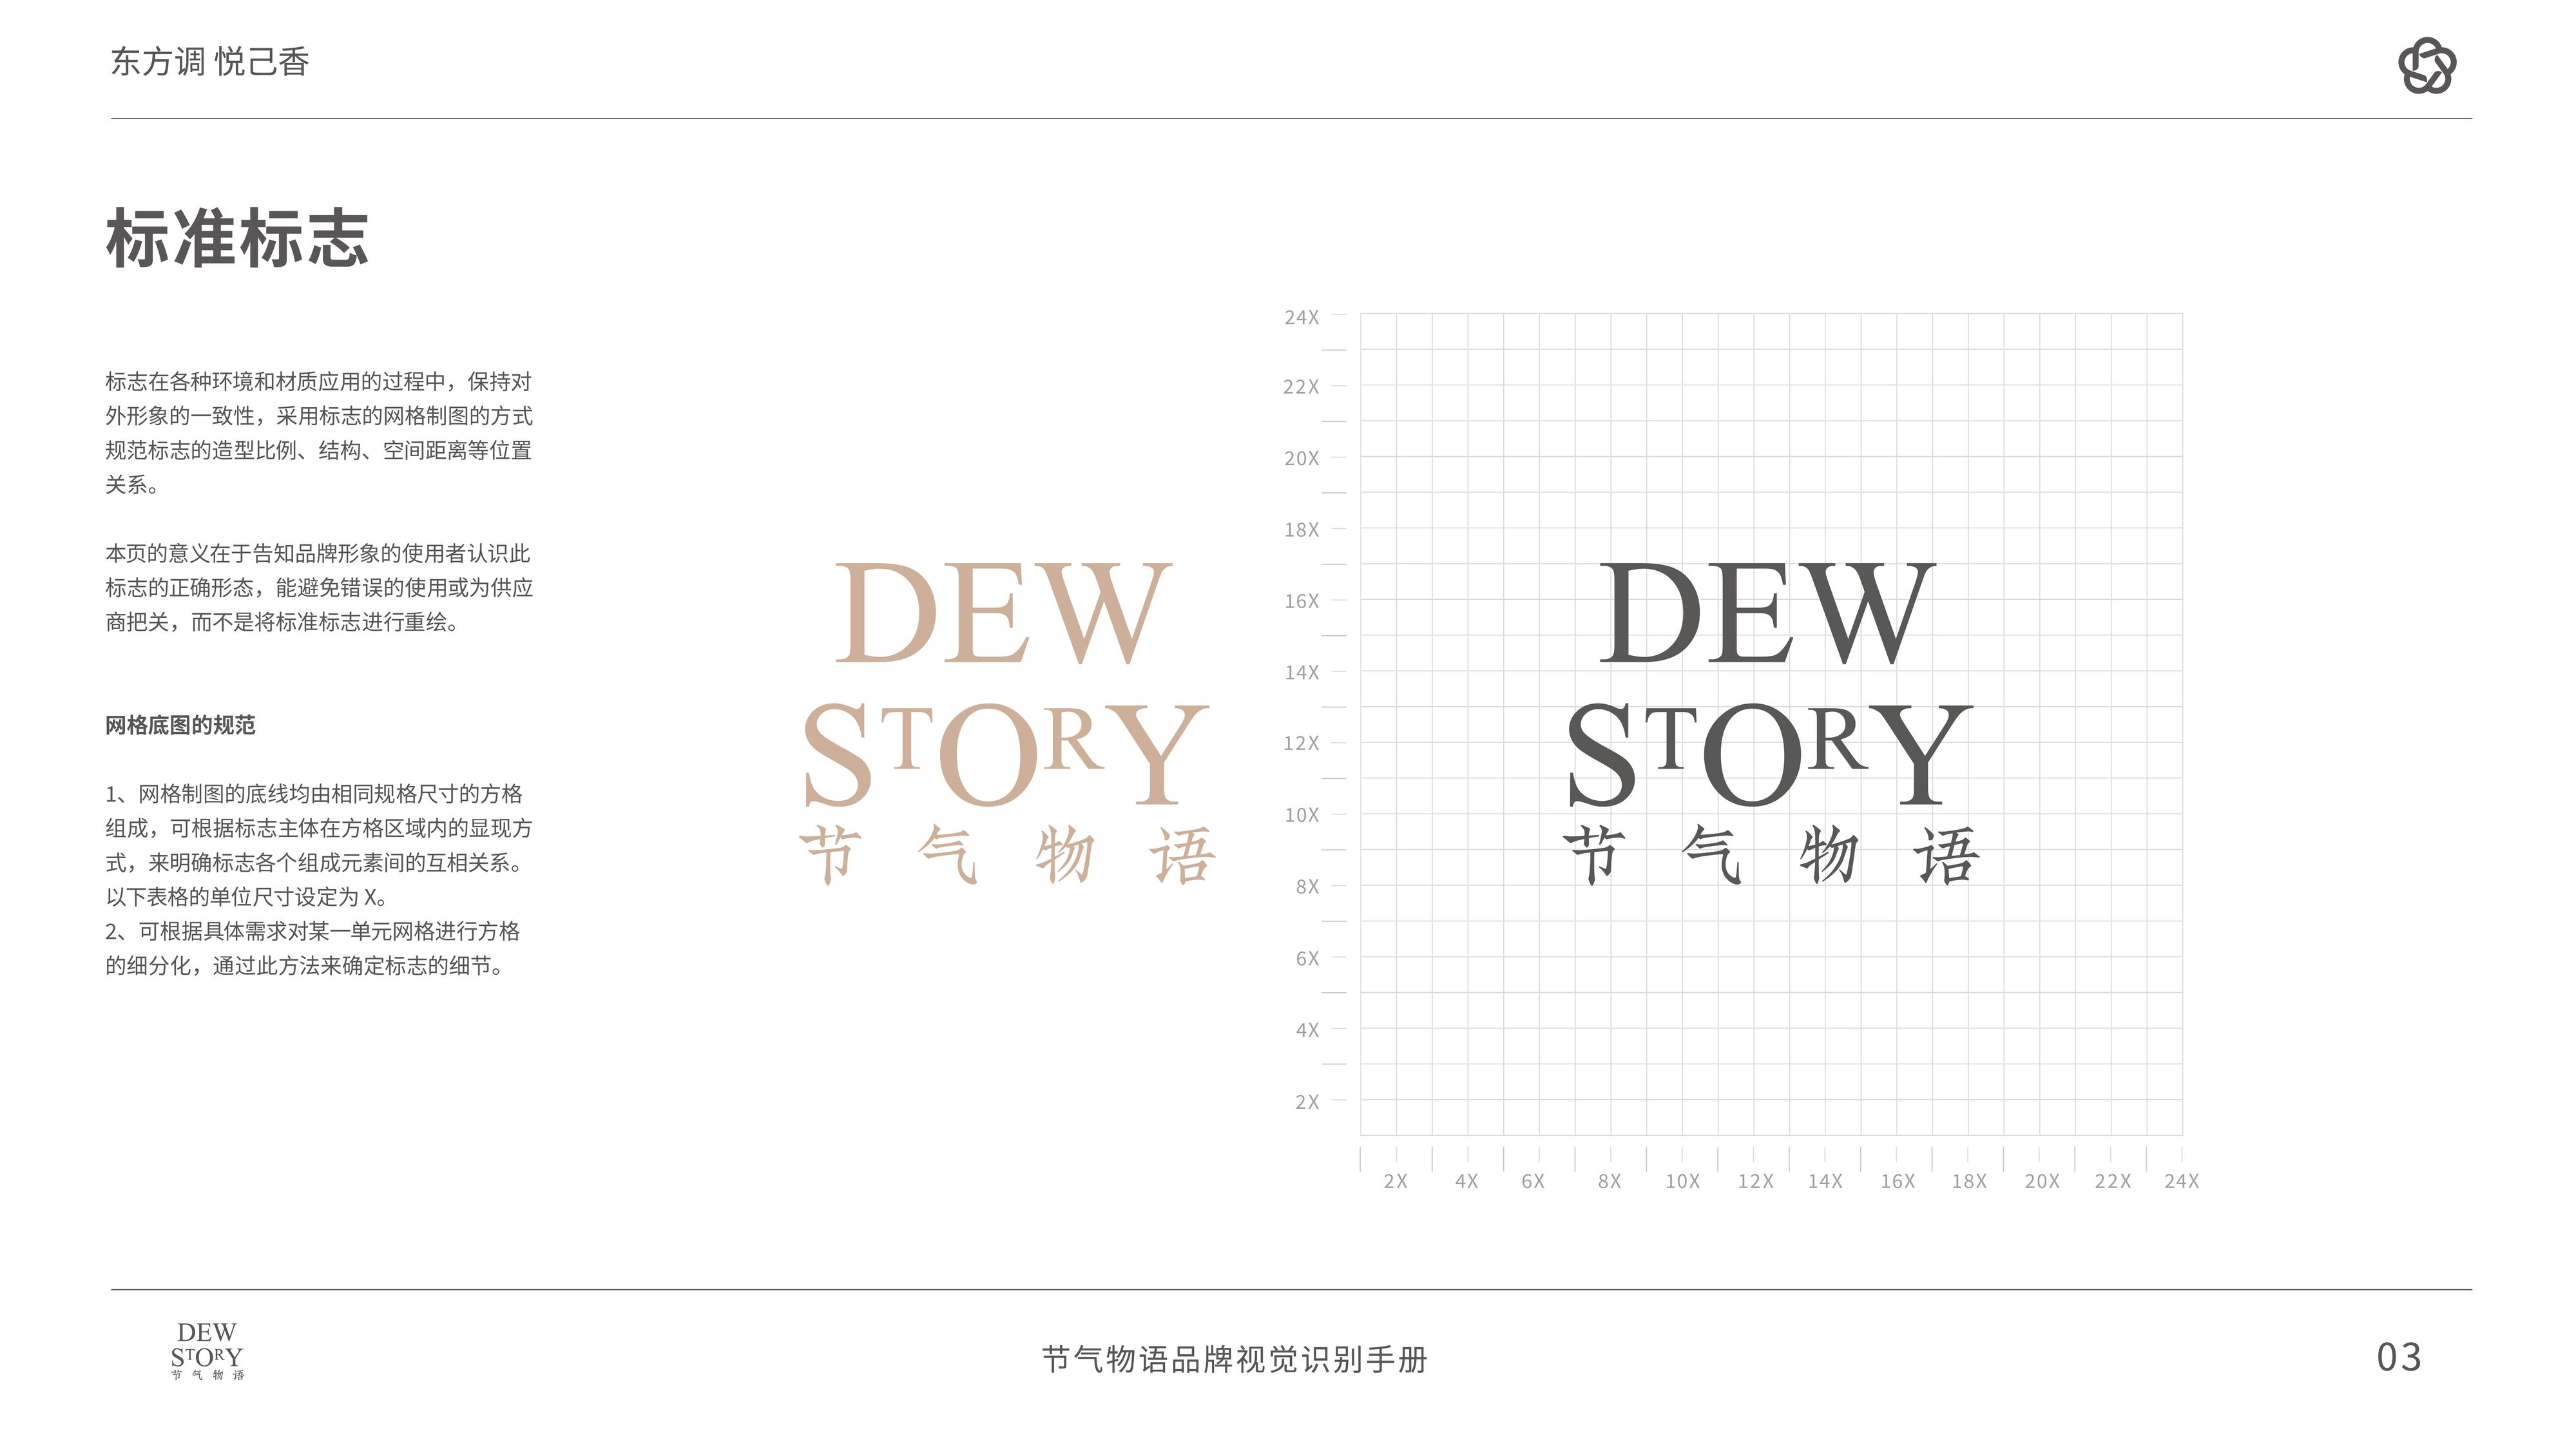 东方调 悦己香
标准标志
标志在各种环境和材质应用的过程中，保持对
外形象的一致性，采用标志的网格制图的方式
规范标志的造型比例、结构、空间距离等位置
关系。
本页的意义在于告知品牌形象的使用者认识此
标志的正确形态，能避免错误的使用或为供应
商把关，而不是将标准标志进行重绘。
网格底图的规范
1、网格制图的底线均由相同规格尺寸的方格
组成，可根据标志主体在方格区域内的显现方
式，来明确标志各个组成元素间的互相关系。
以下表格的单位尺寸设定为 X。
2、可根据具体需求对某一单元网格进行方格
的细分化，通过此方法来确定标志的细节。
DEW
STORY
节 气 物 语
24X
22X
20X
18X
16X
14X
12X
10X
8X
6X
4X
2X
DEW
STORY
节 气 物 语
2X 4X 6X 8X 10X 12X 14X 16X 18X 20X 22X 24X
DEW
STORY
节 气 物 语
节气物语品牌视觉识别手册
03